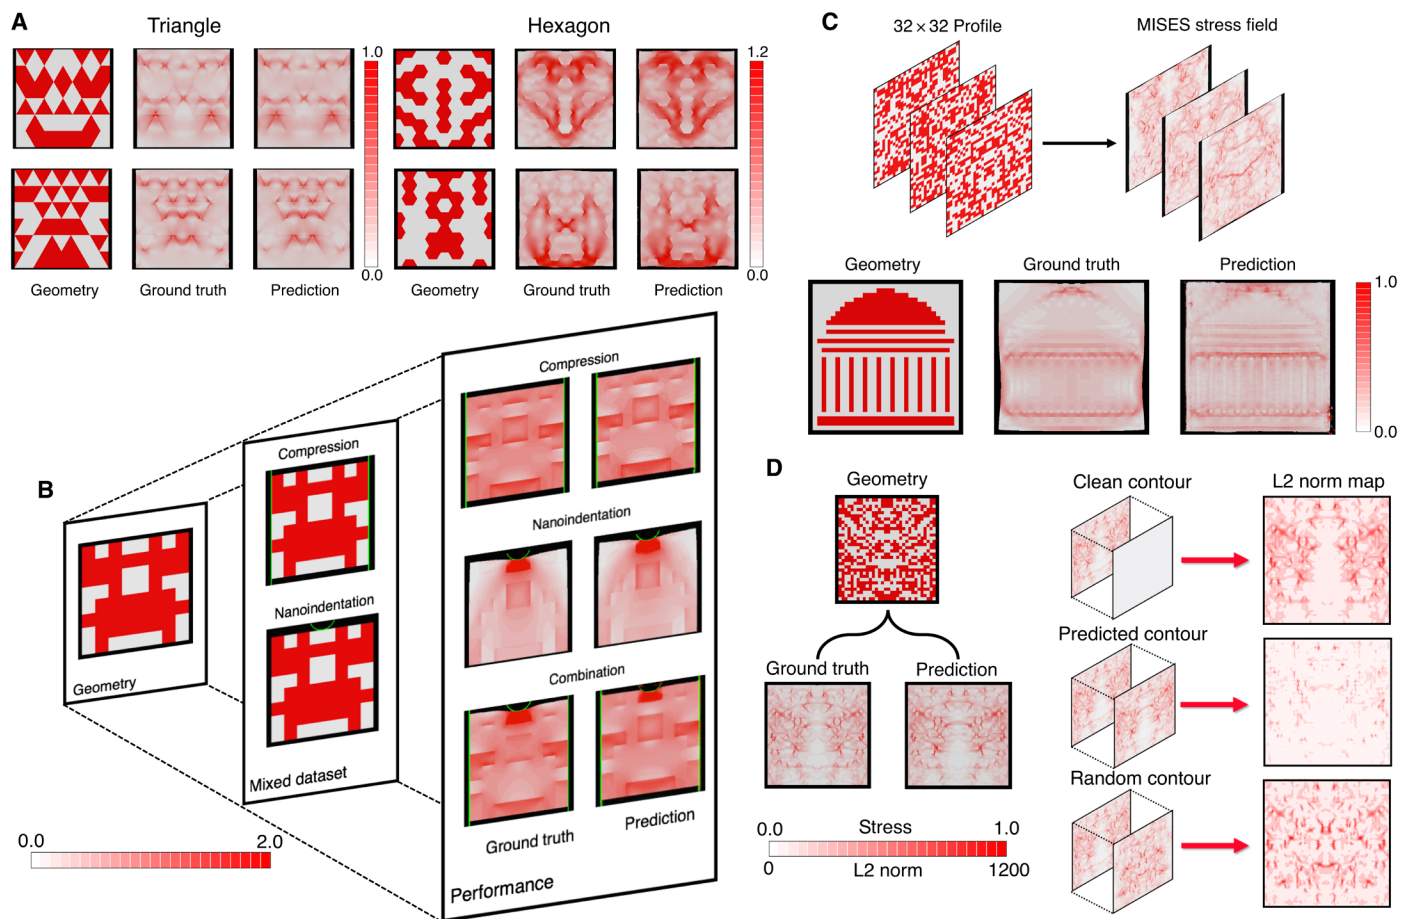 A
Triangle
Hexagon
1.0
0.0
1.2
0.0
Geometry
Ground truth
Prediction
Geometry
Ground truth
Prediction
B
Geometry
Compression
Nanoindentation
Mixed dataset
Compression
Nanoindentation
Combination
Ground truth
Prediction
Performance
0.0
2.0
C
32 × 32 Profile
MISES stress field
Geometry
Ground truth
Prediction
1.0
0.0
D
Geometry
Ground truth
Prediction
0.0
Stress
1.0
0
L2 norm
1200
Clean contour
L2 norm map
Predicted contour
Random contour